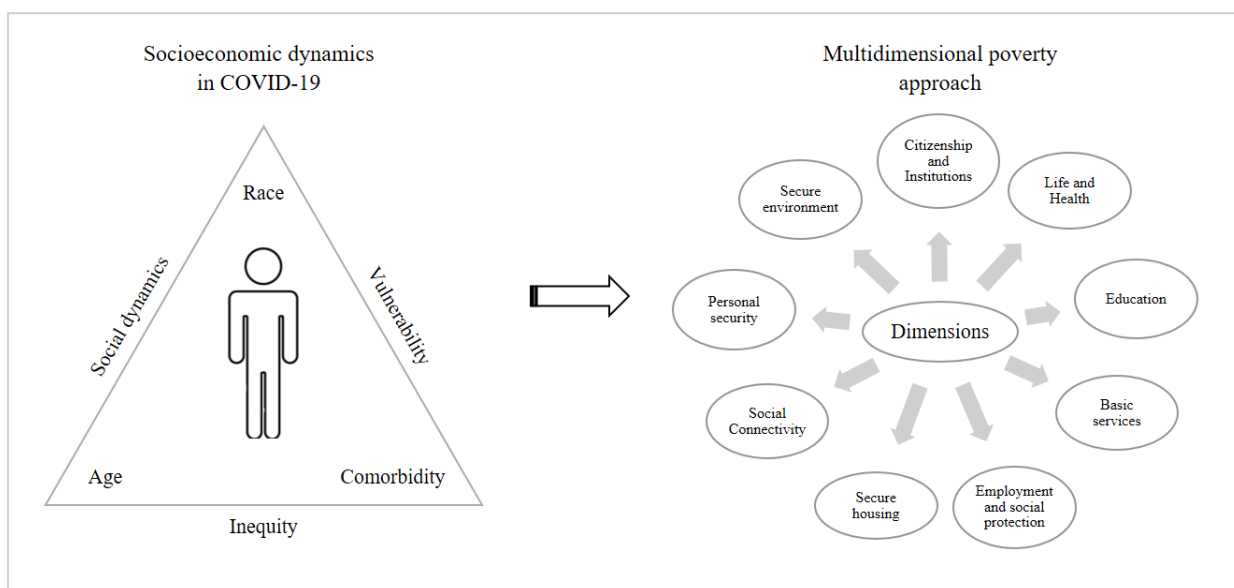 Socioeconomic dynamics
in COVID-19
Race
Social dynamics
Vulnerability
Age
Comorbidity
Inequity
Multidimensional poverty
approach
Citizenship
and
Institutions
Life and
Health
Secure
environment
Education
Personal
security
Dimensions
Basic
services
Social
Connectivity
Secure
housing
Employment
and social
protection